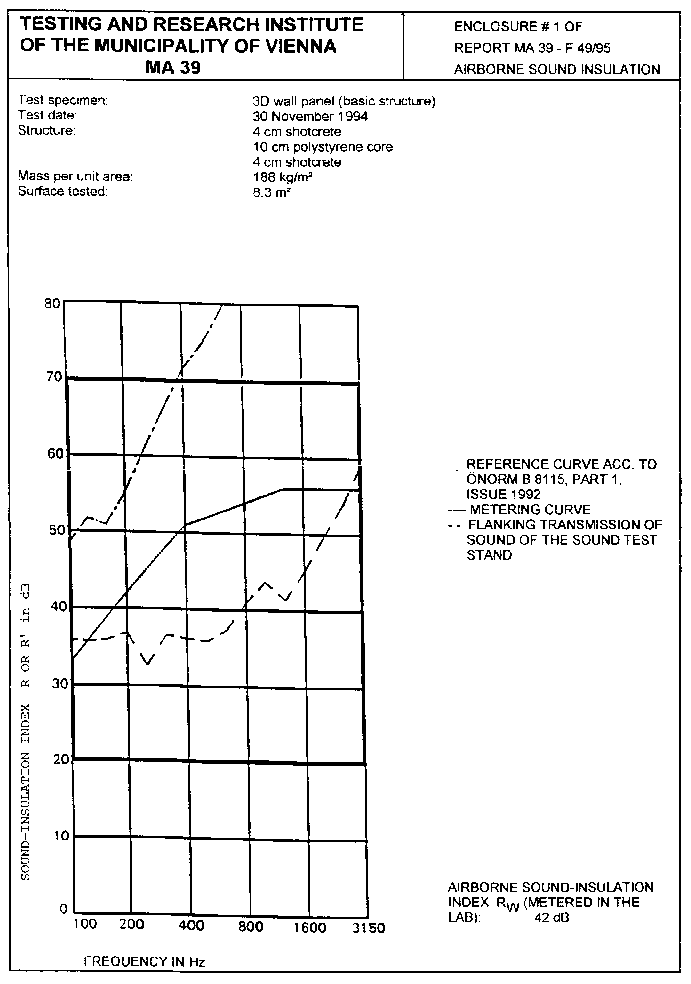 TESTING AND RESEARCH INSTITUTE
OF THE MUNICIPALITY OF VIENNA
MA 39
ENCLOSURE # 1 OF
REPORT MA 39 - F 49/95
AIRBORNE SOUND INSULATION
Test specimen: 3D wall panel (basic structure)
Test date: 30 November 1994
Structure: 4 cm shotcrete
10 cm polystyrene core
4 cm shotcrete
Mass per unit area: 188 kg/m²
Surface tested: 8.3 m²
80
70
60
50
40
30
20
10
0
SOUND-INSULATION INDEX R OR R' in dB
100 200 400 800 1600 3150
FREQUENCY IN Hz
REFERENCE CURVE ACC. TO
ÖNORM B 8115, PART 1,
ISSUE 1992
— METERING CURVE
-- FLANKING TRANSMISSION OF
SOUND OF THE SOUND TEST
STAND
AIRBORNE SOUND-INSULATION
INDEX RW (METERED IN THE
LAB): 42 dB